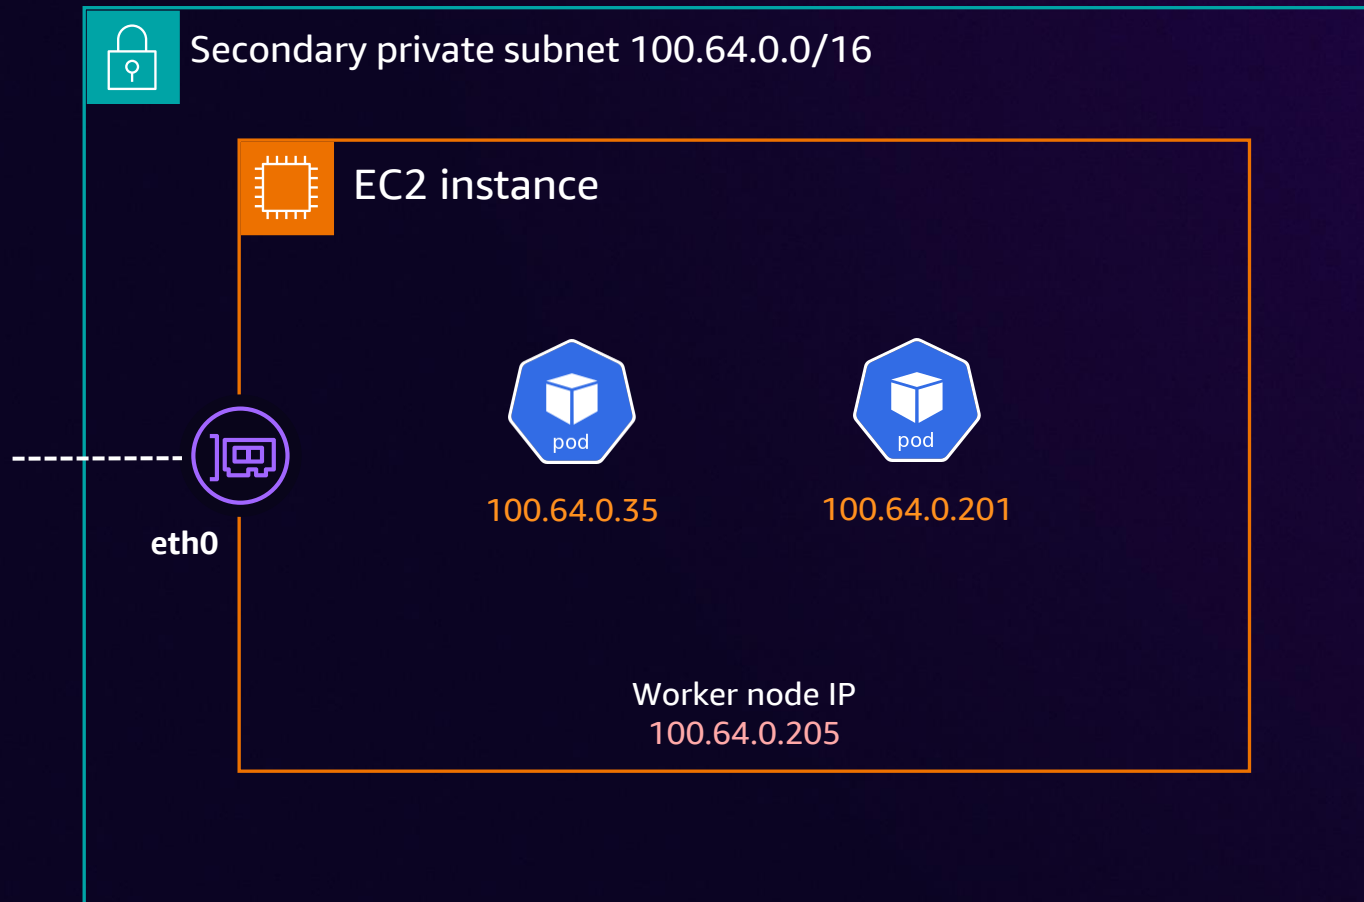 Secondary private subnet 100.64.0.0/16
EC2 instance
pod
pod
100.64.0.35
100.64.0.201
eth0
Worker node IP
100.64.0.205